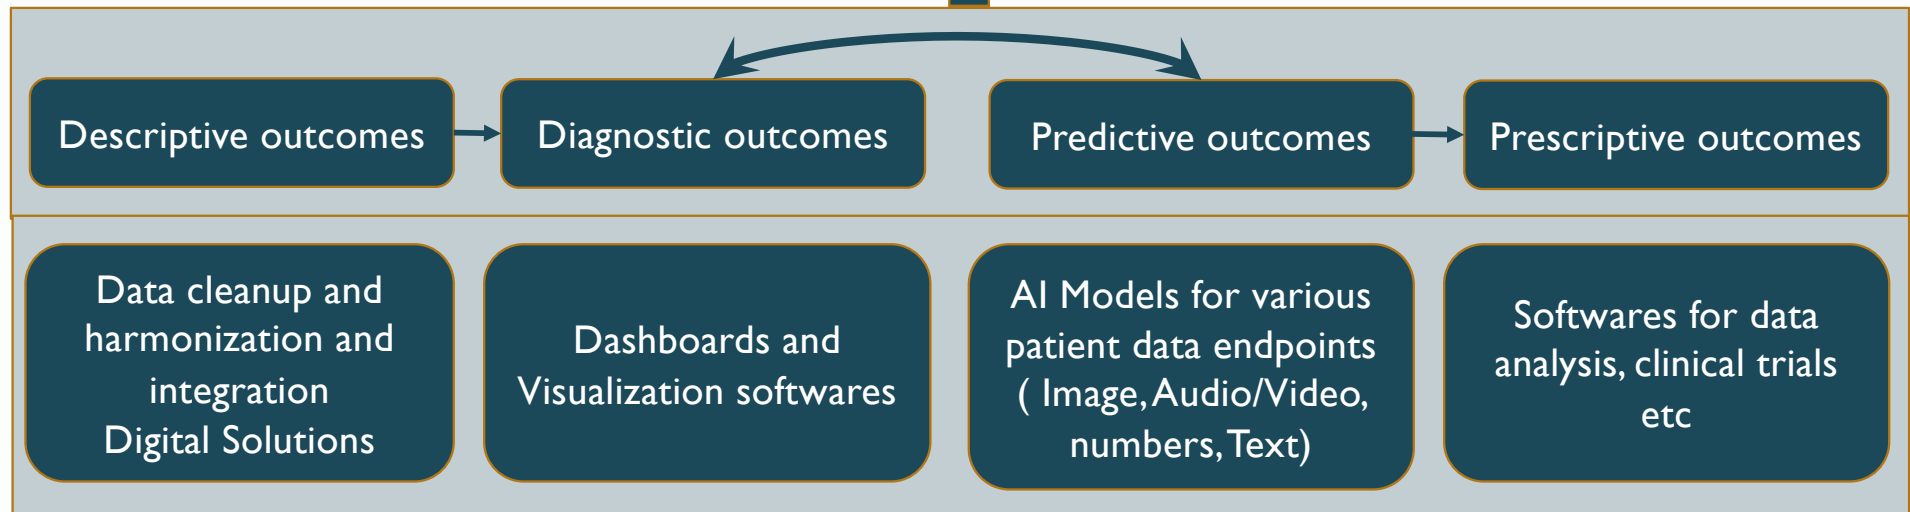 Descriptive outcomes
Diagnostic outcomes
Predictive outcomes
Prescriptive outcomes
Data cleanup and
harmonization and
integration
Digital Solutions
Dashboards and
Visualization softwares
AI Models for various
patient data endpoints
( Image, Audio/Video,
numbers, Text)
Softwares for data
analysis, clinical trials
etc